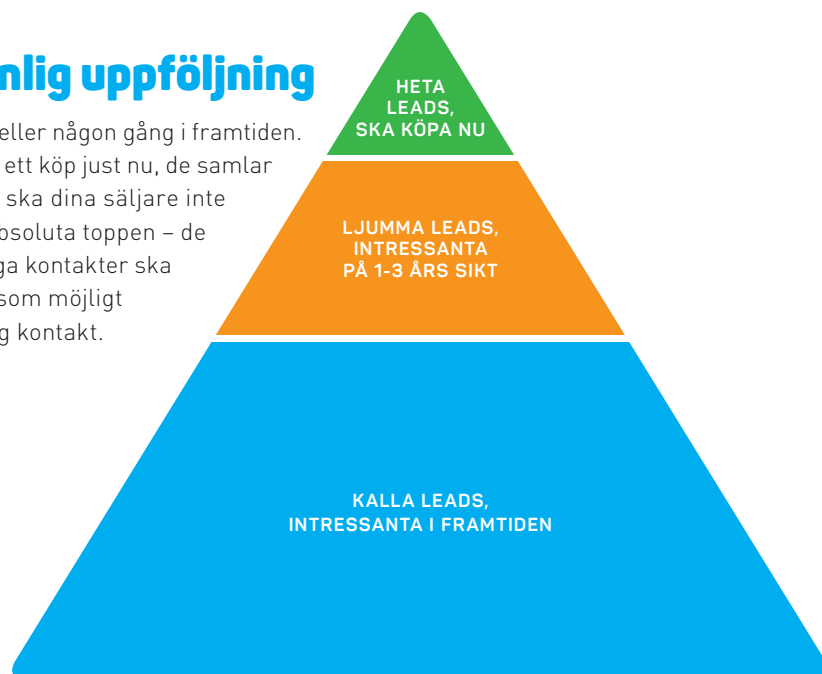 nlig uppföljning
eller någon gång i framtiden.
ett köp just nu, de samlar
ska dina säljare inte
bsoluta toppen – de
ga kontakter ska
som möjligt
g kontakt.
HETA
LEADS,
SKA KÖPA NU
LJUMMA LEADS,
INTRESSANTA
PÅ 1-3 ÅRS SIKT
KALLA LEADS,
INTRESSANTA I FRAMTIDEN